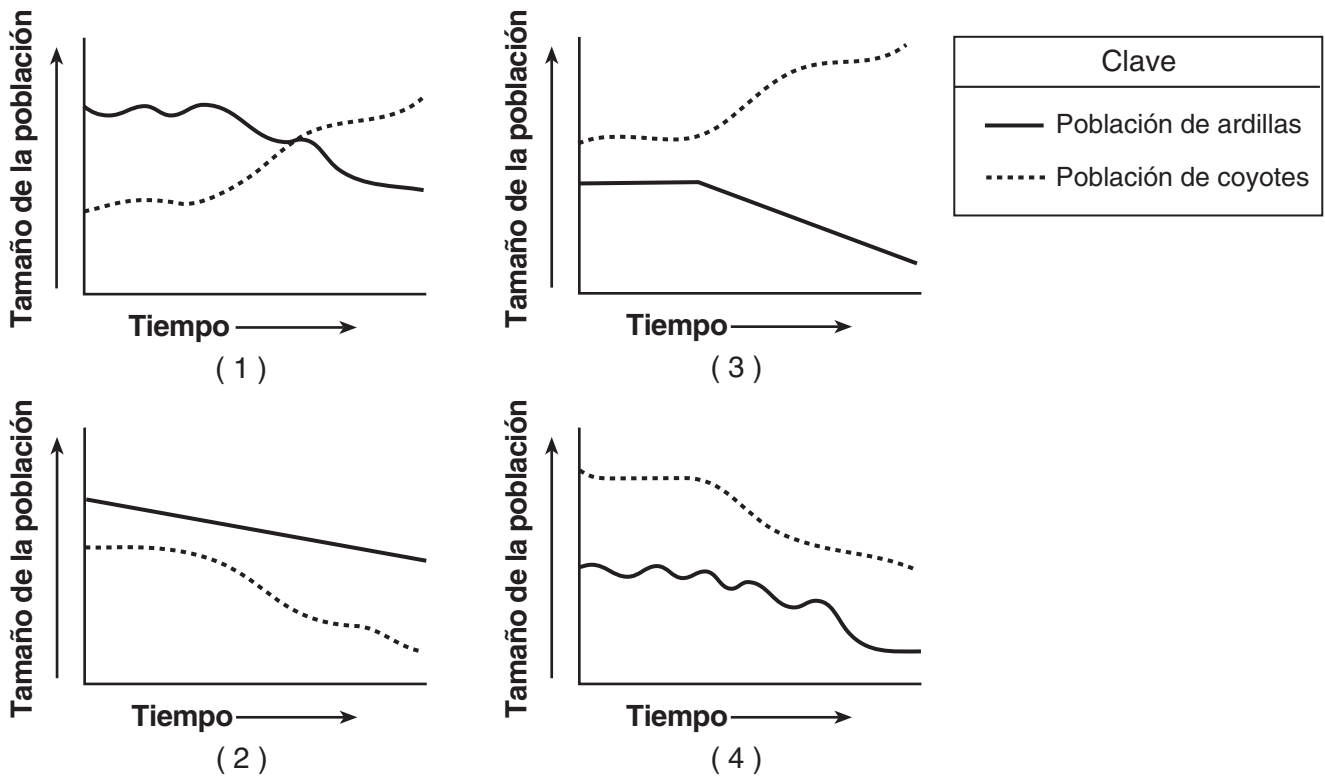 Tamaño de la población
Tiempo
( 1 )
Tamaño de la población
Tiempo
( 3 )
Clave
Población de ardillas
Población de coyotes
Tamaño de la población
Tiempo
( 2 )
Tamaño de la población
Tiempo
( 4 )